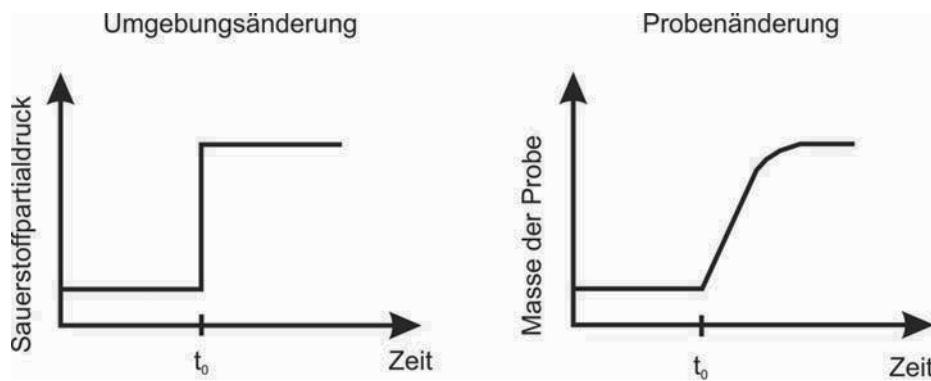 Umgebungsänderung
Sauerstoffpartialdruck
t₀
Zeit
Probenänderung
Masse der Probe
t₀
Zeit